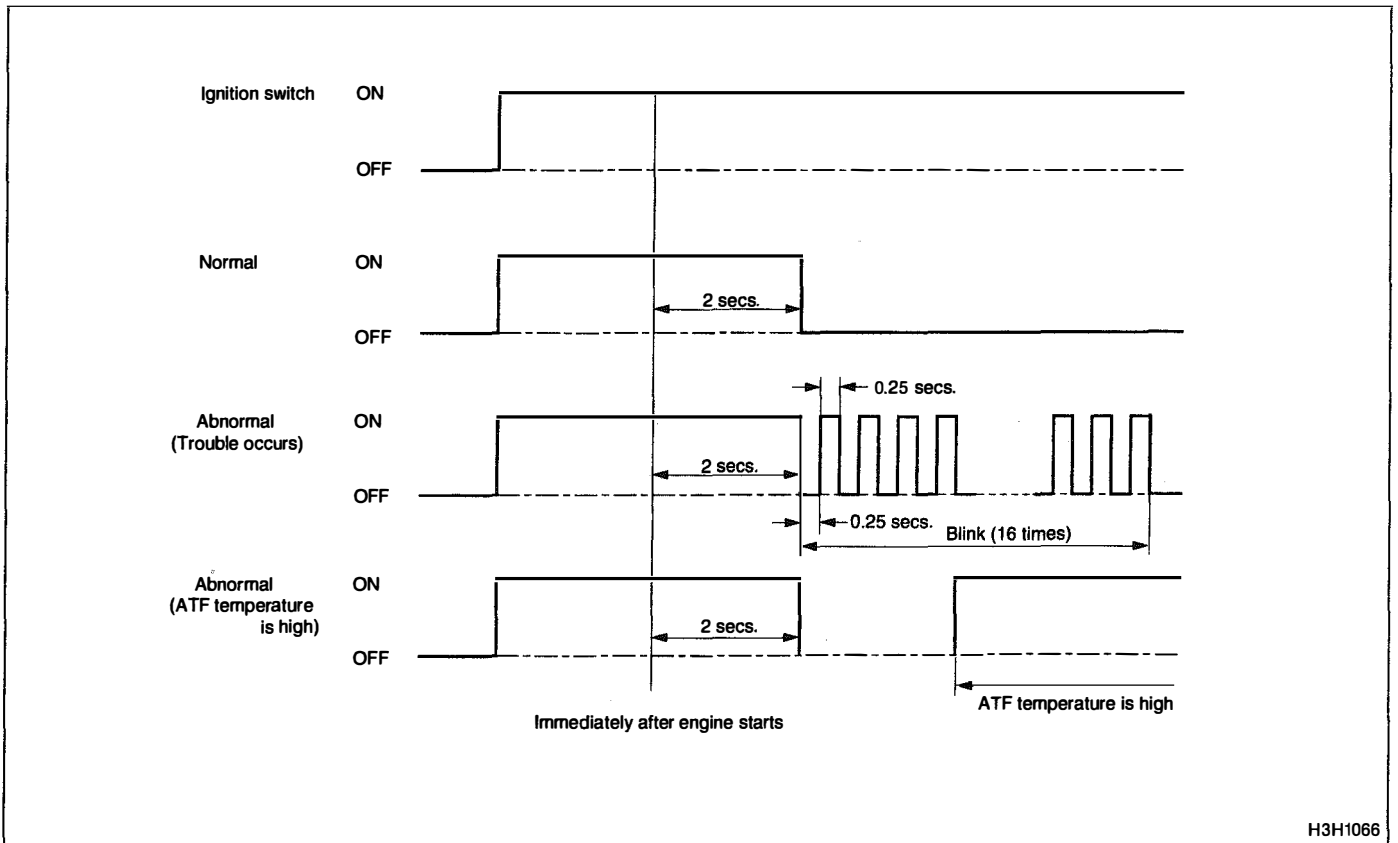 Ignition switch ON
OFF
Normal ON
2 secs.
OFF
0.25 secs.
Abnormal ON
(Trouble occurs)
2 secs.
OFF
0.25 secs.
Blink (16 times)
Abnormal ON
(ATF temperature
is high)
2 secs.
OFF
ATF temperature is high
Immediately after engine starts
H3H1066